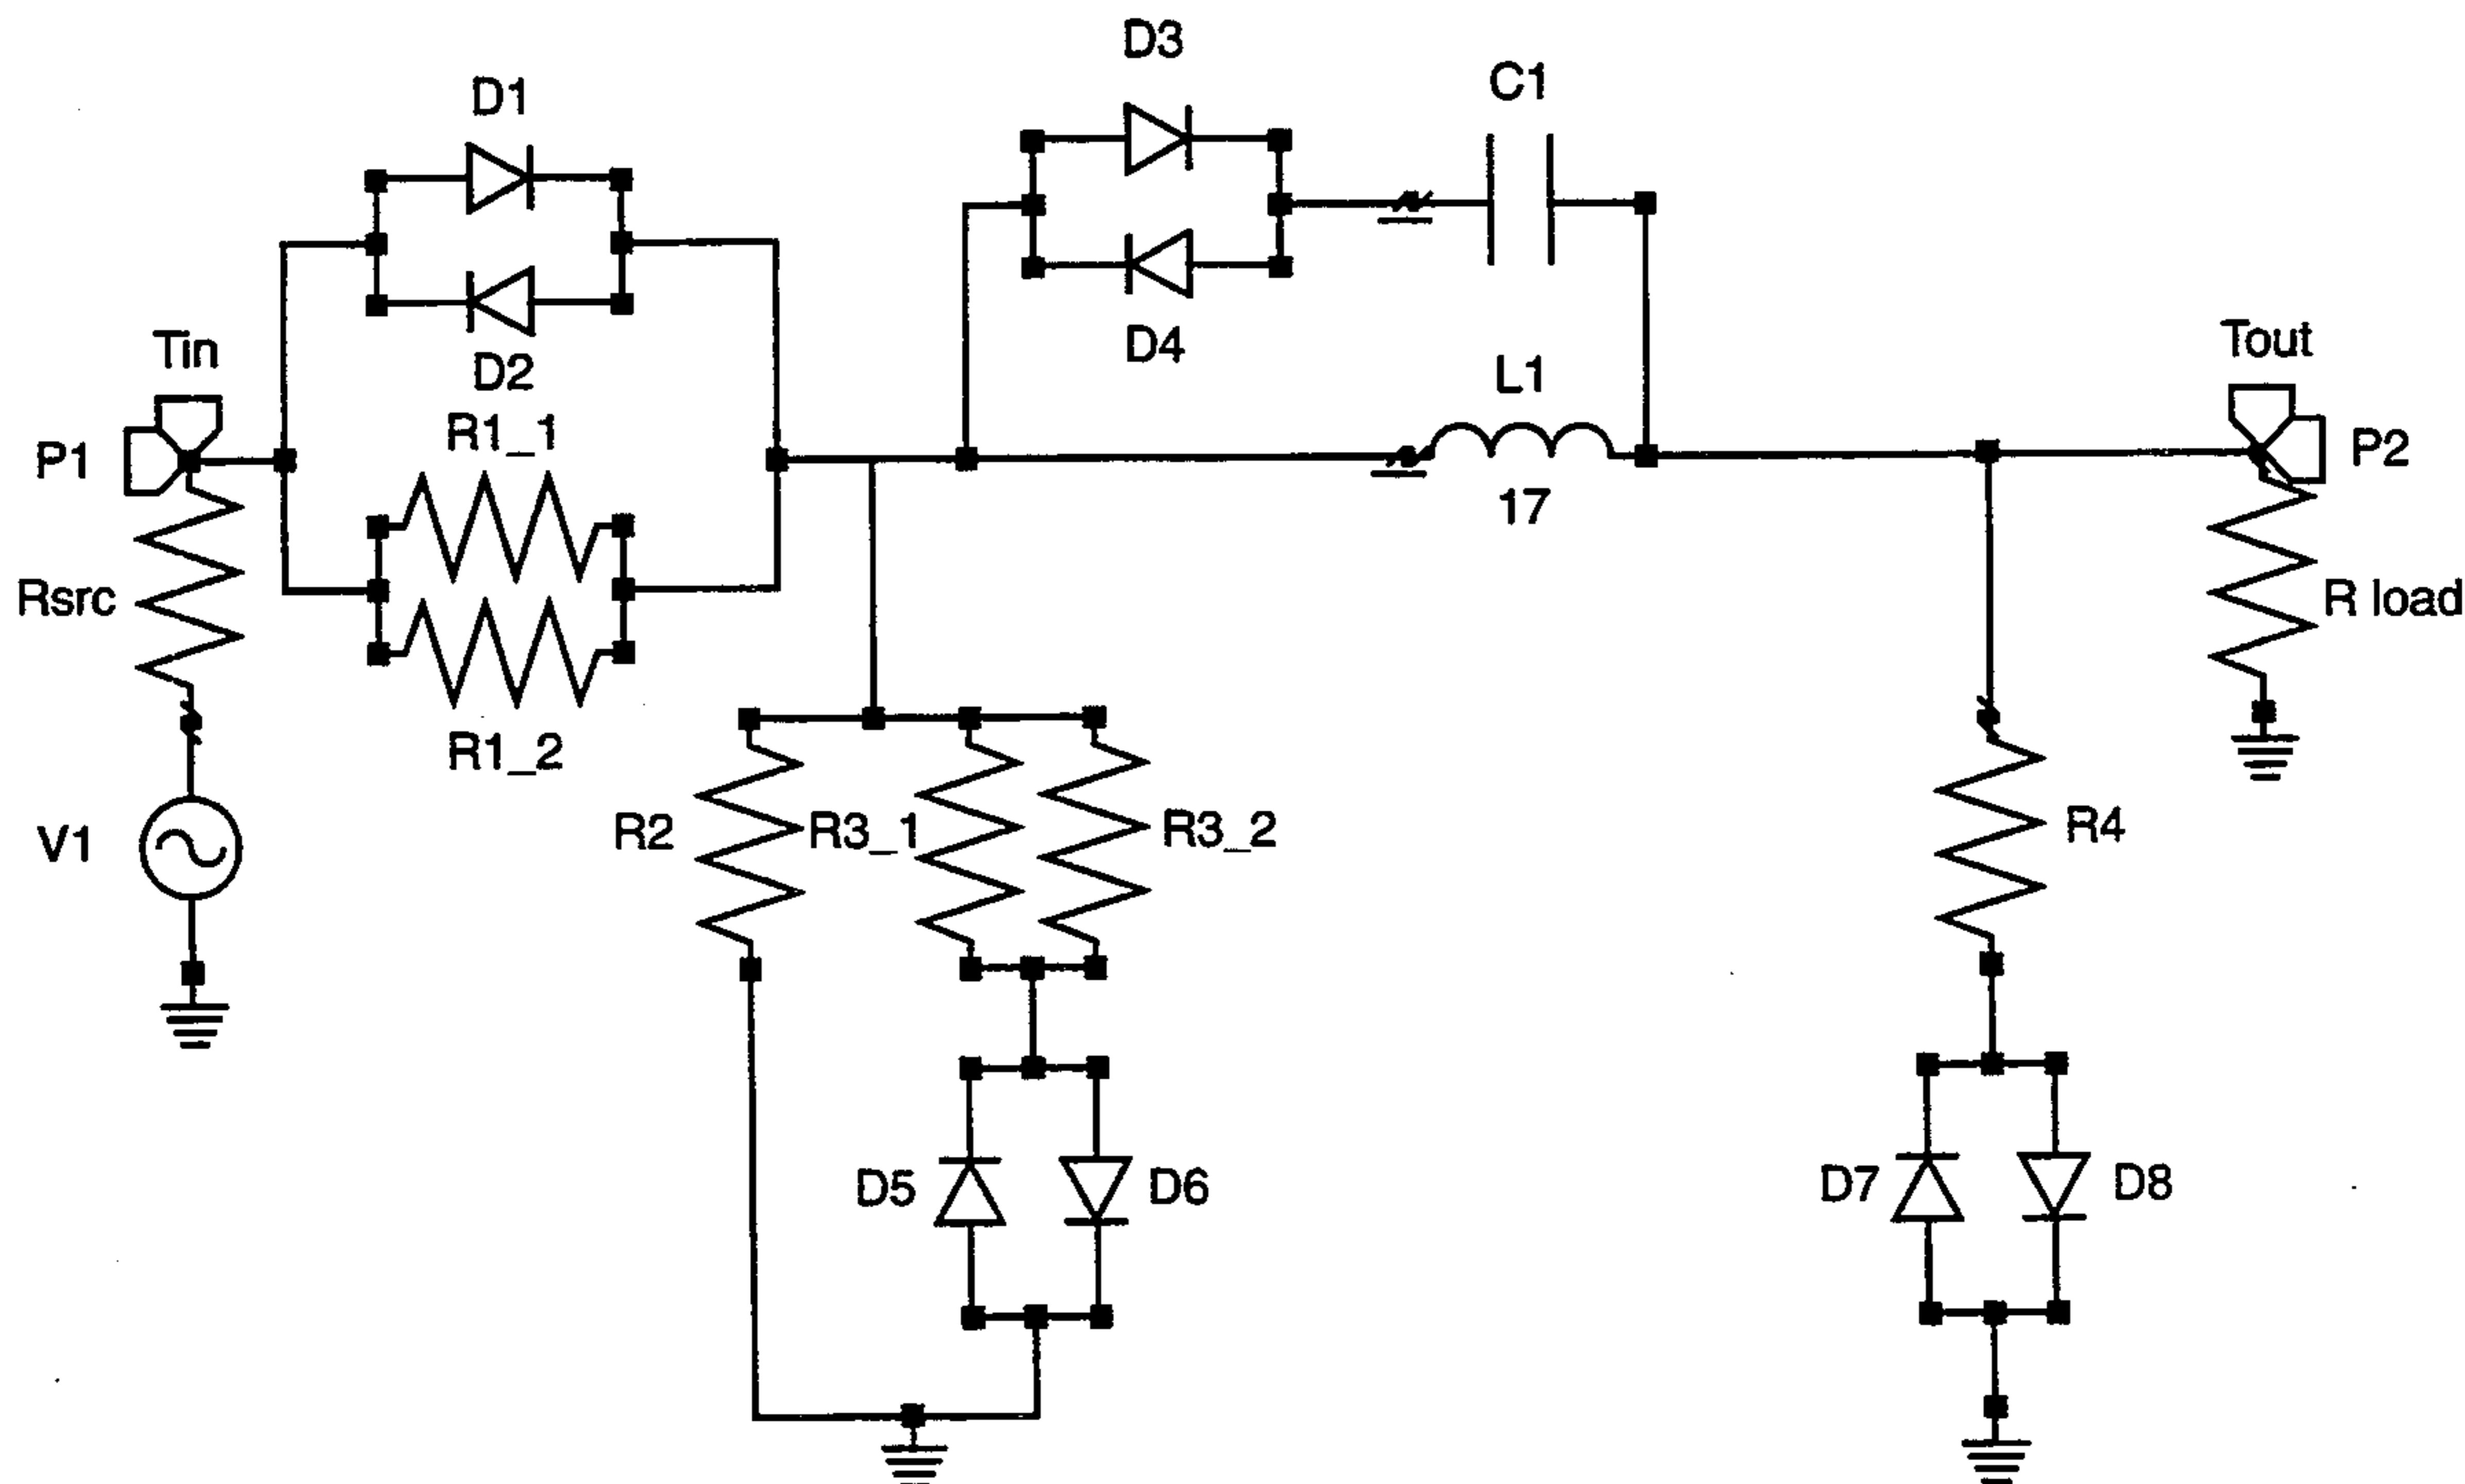 D3
C1
D1
D2
D4
Tin
Tout
L1
R1_1
P1
P2
17
Rsrc
R load
R1_2
V1
R2
R3_1
R3_2
R4
D5
D6
D7
D8